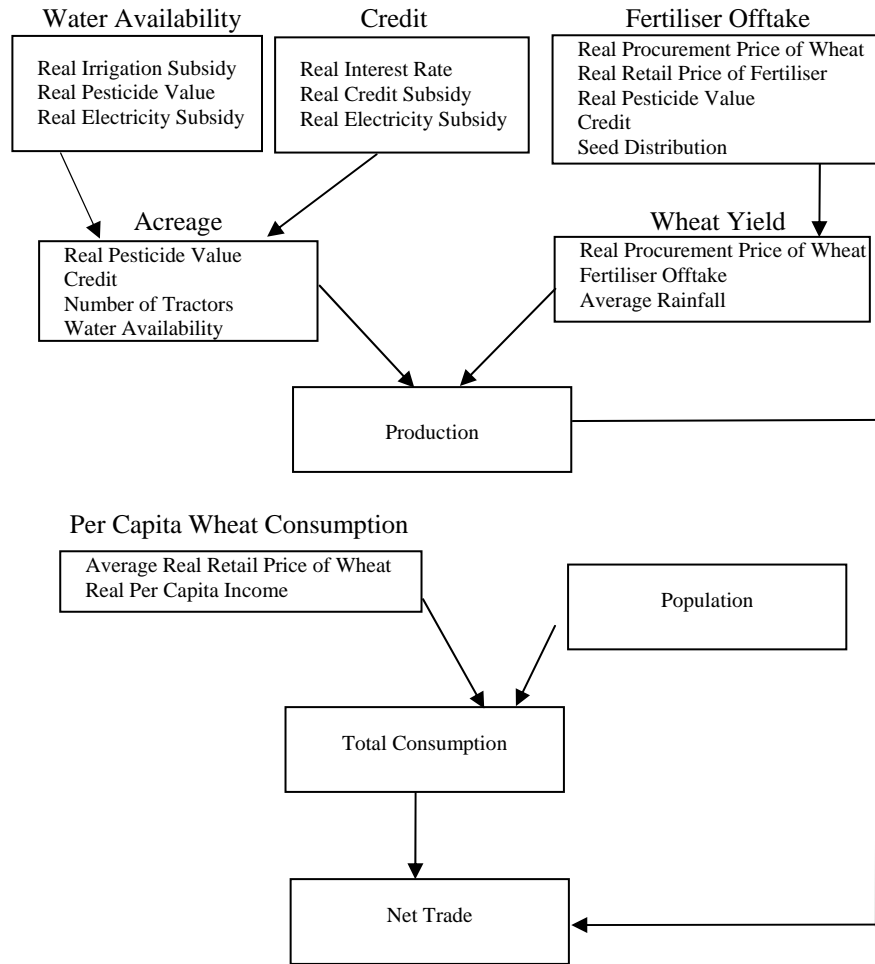 Water Availability
Real Irrigation Subsidy
Real Pesticide Value
Real Electricity Subsidy
Credit
Real Interest Rate
Real Credit Subsidy
Real Electricity Subsidy
Fertiliser Offtake
Real Procurement Price of Wheat
Real Retail Price of Fertiliser
Real Pesticide Value
Credit
Seed Distribution
Acreage
Real Pesticide Value
Credit
Number of Tractors
Water Availability
Wheat Yield
Real Procurement Price of Wheat
Fertiliser Offtake
Average Rainfall
Production
Per Capita Wheat Consumption
Average Real Retail Price of Wheat
Real Per Capita Income
Population
Total Consumption
Net Trade